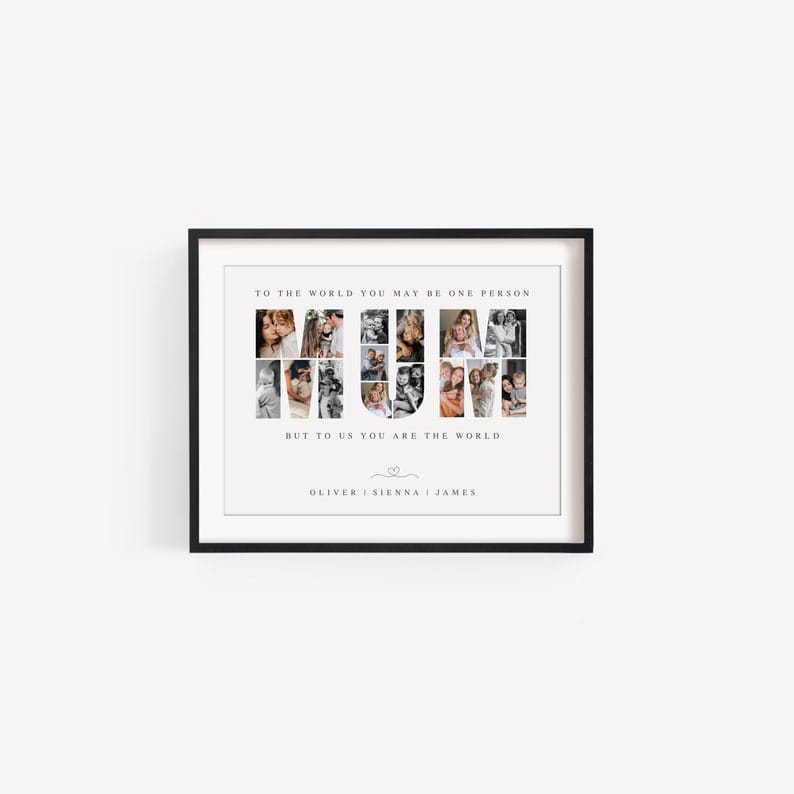 TO THE WORLD YOU MAY BE ONE PERSON
MUM
BUT TO US YOU ARE THE WORLD
OLIVER | SIENNA | JAMES